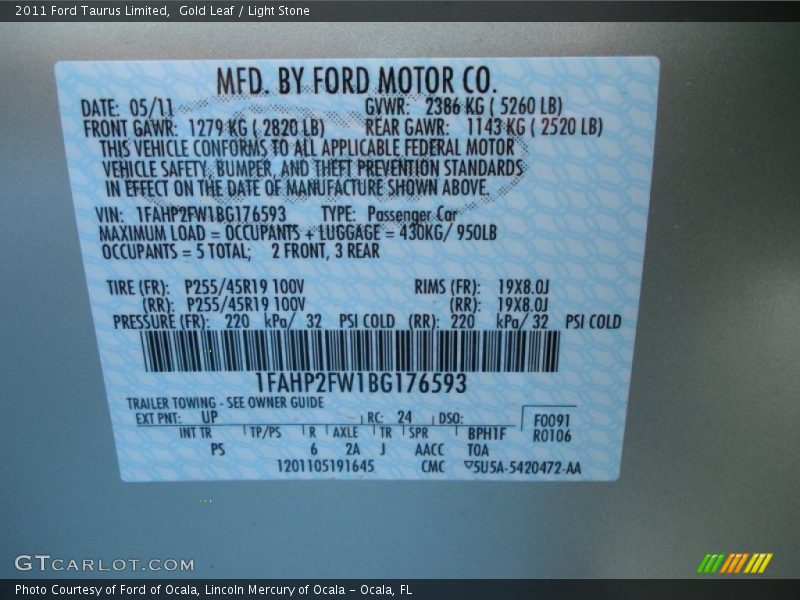 2011 Ford Taurus Limited,  Gold Leaf / Light Stone
MFD. BY FORD MOTOR CO.
DATE: 05/11 GVWR: 2386 KG ( 5260 LB)
FRONT GAWR: 1279 KG ( 2820 LB) REAR GAWR: 1143 KG ( 2520 LB)
THIS VEHICLE CONFORMS TO ALL APPLICABLE FEDERAL MOTOR
VEHICLE SAFETY, BUMPER, AND THEFT PREVENTION STANDARDS
IN EFFECT ON THE DATE OF MANUFACTURE SHOWN ABOVE.
VIN: 1FAHP2FW1BG176593 TYPE: Passenger Car
MAXIMUM LOAD = OCCUPANTS + LUGGAGE = 430KG/ 950LB
OCCUPANTS = 5 TOTAL; 2 FRONT, 3 REAR
TIRE (FR): P255/45R19 100V RIMS (FR): 19X8.0J
(RR): P255/45R19 100V (RR): 19X8.0J
PRESSURE (FR): 220 kPa/ 32 PSI COLD (RR): 220 kPa/ 32 PSI COLD
1FAHP2FW1BG176593
TRAILER TOWING - SEE OWNER GUIDE
EXT PNT: UP RC: 24 DSO: F0091
INT TR TP/PS R AXLE TR SPR BPH1F R0106
PS 6 2A J AACC TOA
1201105191645 CMC ▽5U5A-5420472-AA
GTCARLOT.COM
Photo Courtesy of Ford of Ocala, Lincoln Mercury of Ocala – Ocala, FL